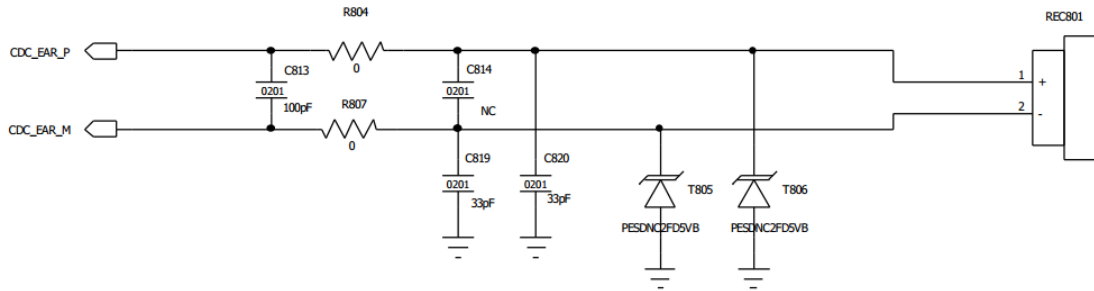 R804
REC801
CDC_EAR_P
0
C813
C814
0201
0201
100pF
R807
NC
1
+
2
-
CDC_EAR_M
0
C819
C820
0201
0201
33pF
33pF
T805
T806
PESDNC2FD5VB
PESDNC2FD5VB